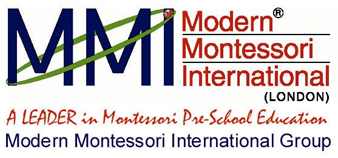 MMI
Modern®
Montessori
International
(LONDON)
A LEADER in Montessori Pre-School Education
Modern Montessori International Group